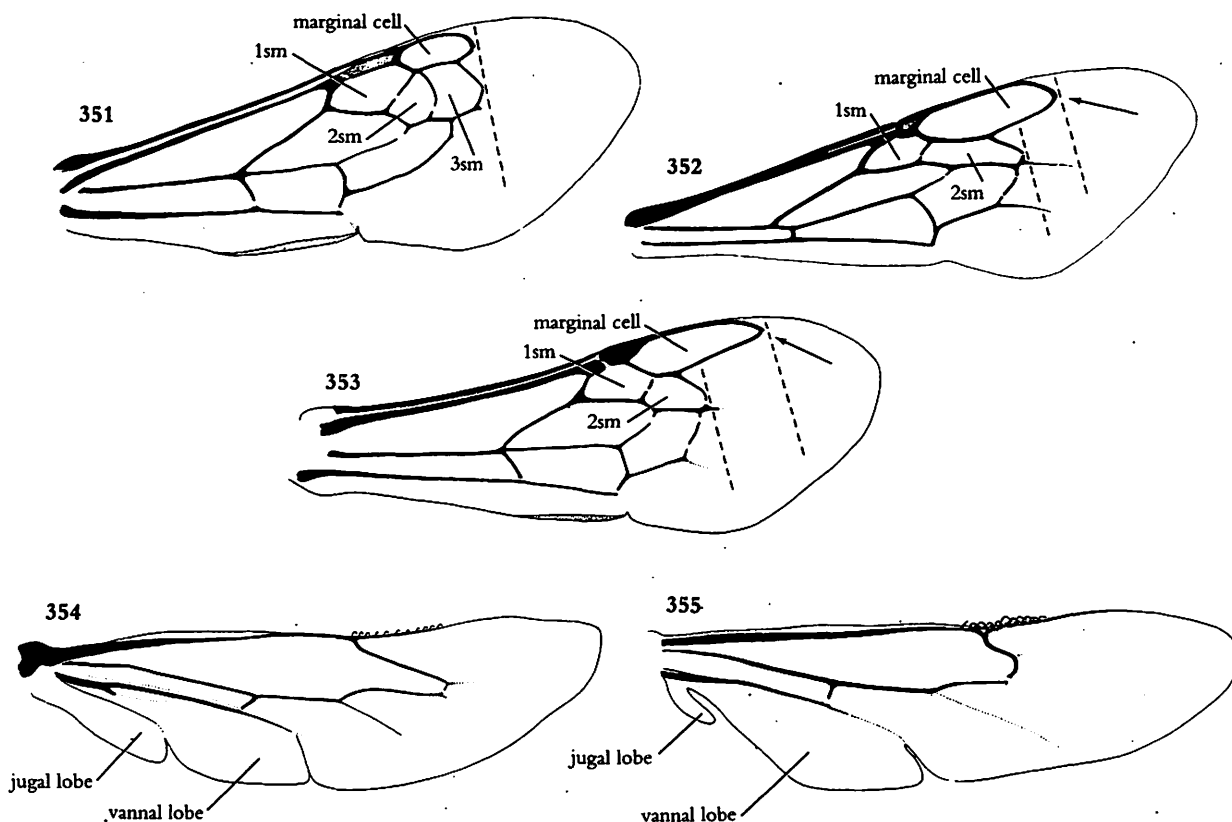 marginal cell
1sm
351
2sm
3sm
marginal cell
1sm
352
2sm
marginal cell
1sm
353
2sm
354
jugal lobe
vannal lobe
355
jugal lobe
vannal lobe